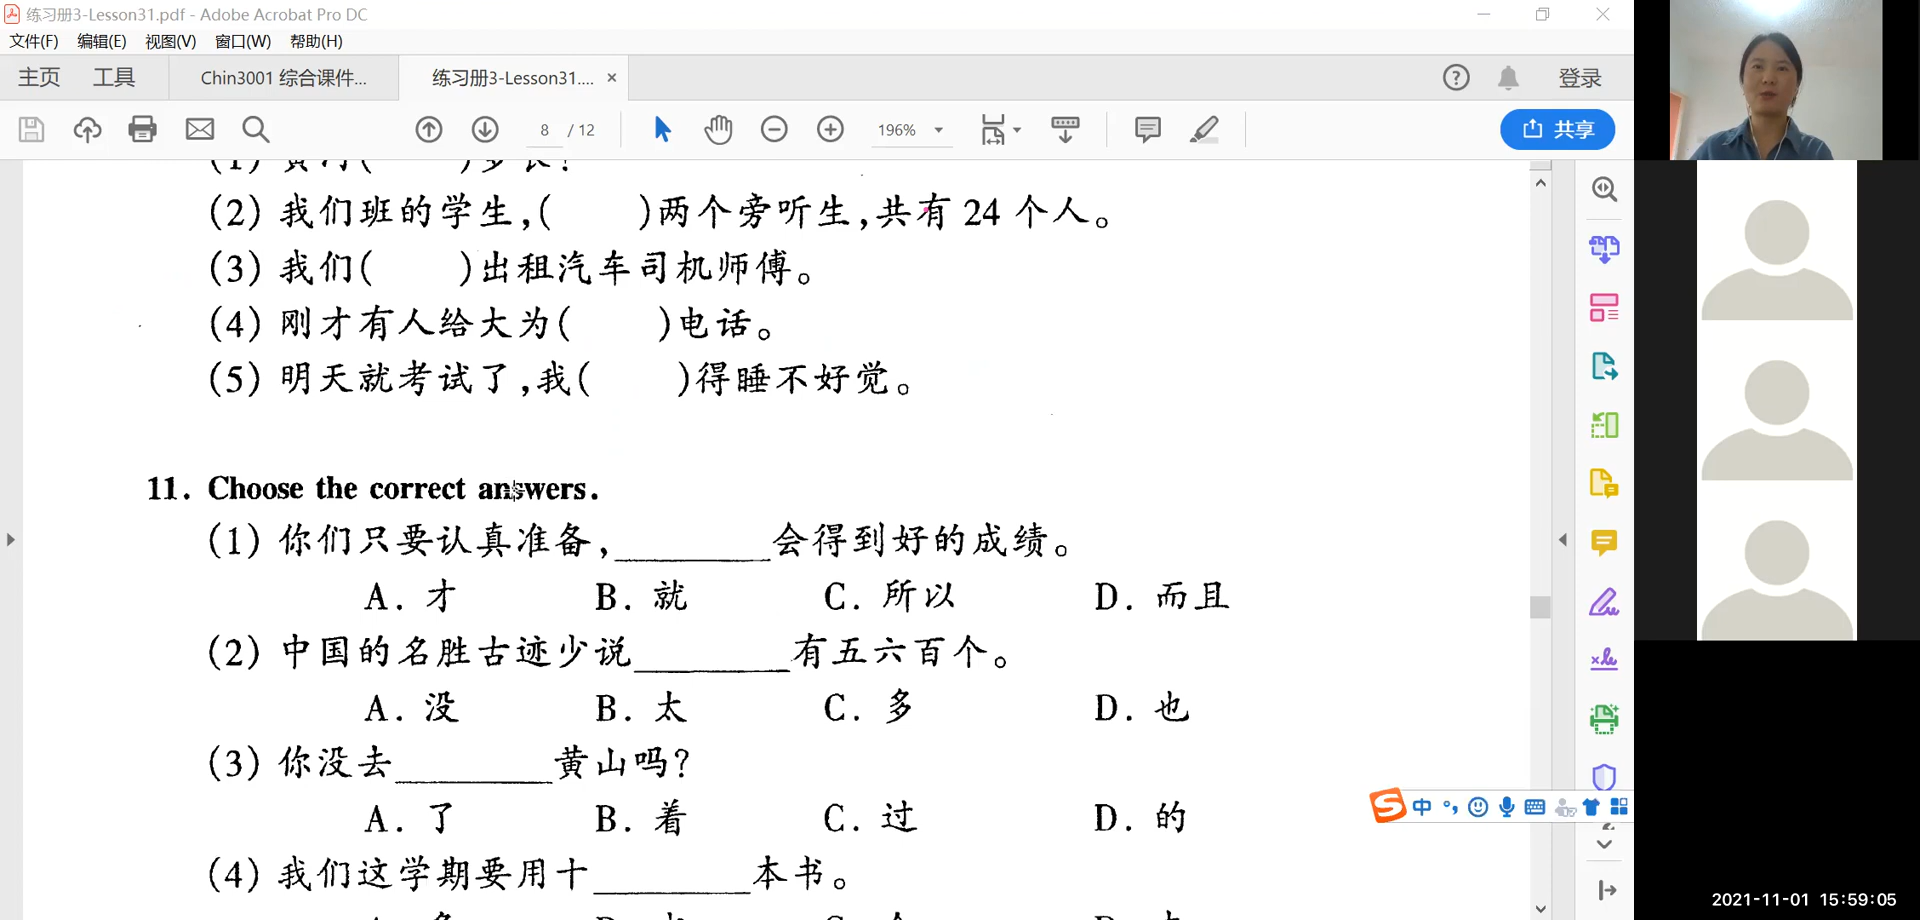 练习册3-Lesson31.pdf - Adobe Acrobat Pro DC
文件(F) 编辑(E) 视图(V) 窗口(W) 帮助(H)
主页 工具 Chin3001 综合课件... 练习册3-Lesson31.... × 登录
8 / 12 196% 共享
(2) 我们班的学生,( )两个旁听生,共有 24 个人。
(3) 我们( )出租汽车司机师傅。
(4) 刚才有人给大为( )电话。
(5) 明天就考试了,我( )得睡不好觉。
11. Choose the correct answers.
(1) 你们只要认真准备,________会得到好的成绩。
A. 才 B. 就 C. 所以 D. 而且
(2) 中国的名胜古迹少说________有五六百个。
A. 没 B. 太 C. 多 D. 也
(3) 你没去________黄山吗?
A. 了 B. 着 C. 过 D. 的
(4) 我们这学期要用十________本书。
中
2021-11-01 15:59:05